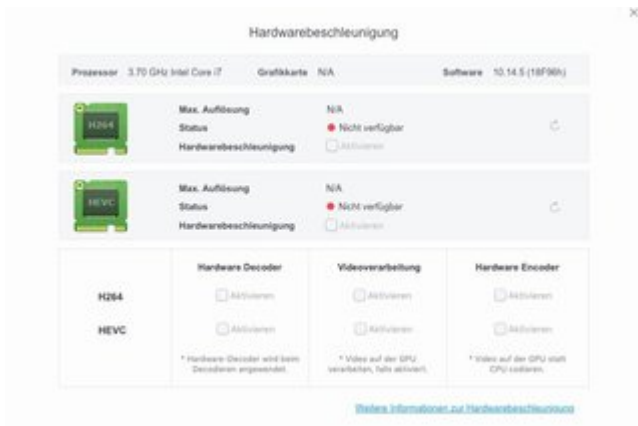 Hardwarebeschleunigung
Prozessor 3.70 GHz Intel Core i7 Grafikkarte N/A Software 10.14.5 (18F96h)
H264
Max. Auflösung N/A
Status Nicht verfügbar
Hardwarebeschleunigung Aktivieren
HEVC
Max. Auflösung N/A
Status Nicht verfügbar
Hardwarebeschleunigung Aktivieren
Hardware Decoder Videoverarbeitung Hardware Encoder
H264 Aktivieren Aktivieren Aktivieren
HEVC Aktivieren Aktivieren Aktivieren
* Hardware-Decoder wird beim * Video auf der GPU * Video auf der GPU statt
Decodieren angewendet. verarbeiten, falls aktiviert. CPU codieren.
Weitere Informationen zur Hardwarebeschleunigung